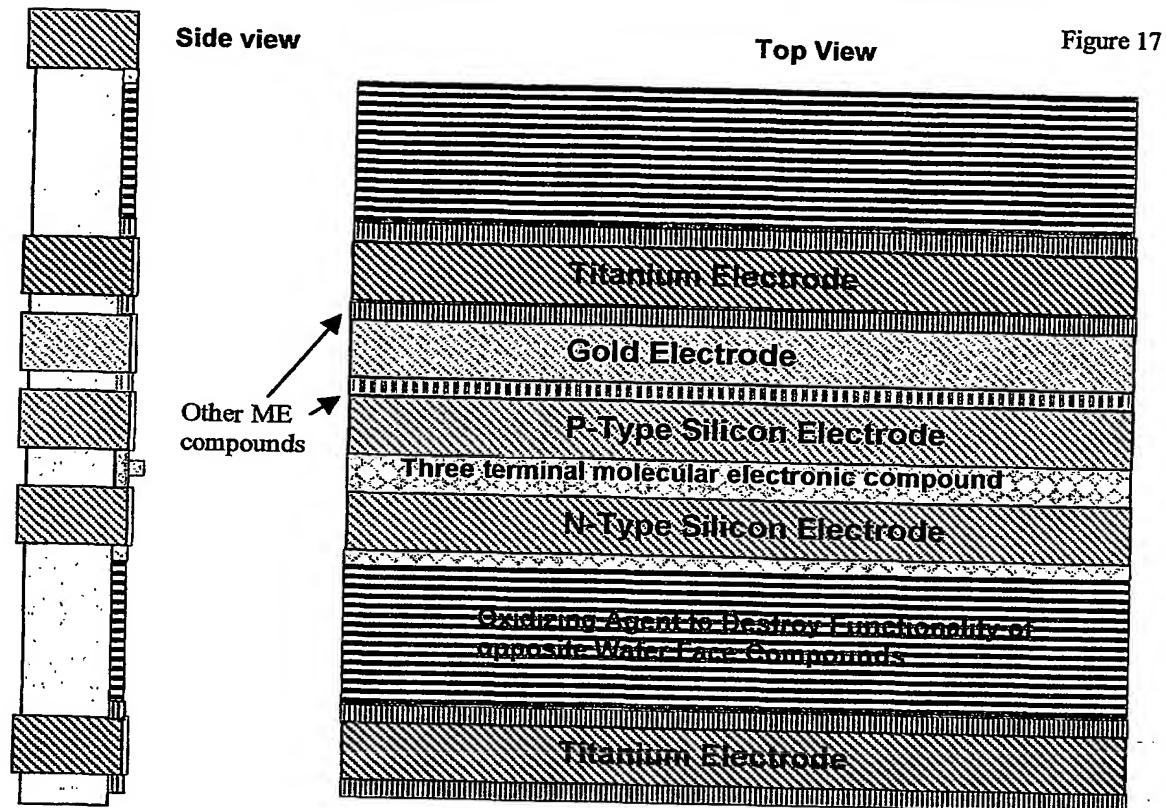 Side view
Top View
Figure 17
Titanium Electrode
Gold Electrode
Other ME
compounds
P-Type Silicon Electrode
Three terminal molecular electronic compound
N-Type Silicon Electrode
Oxidizing Agent to Destroy Functionality of
opposite Wafer Face Compounds
Titanium Electrode